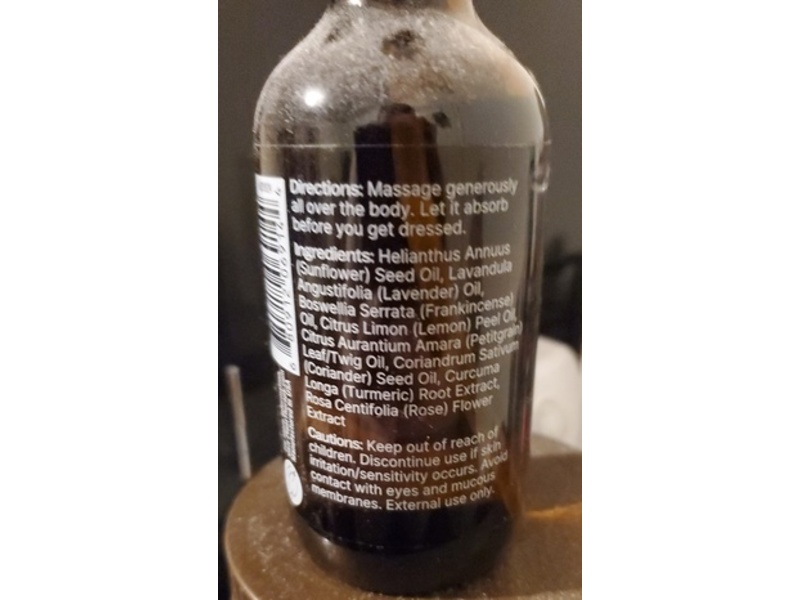 Directions: Massage generously
all over the body. Let it absorb
before you get dressed.
Ingredients: Helianthus Annuus
(Sunflower) Seed Oil, Lavandula
Angustifolia (Lavender) Oil,
Boswellia Serrata (Frankincense)
Oil, Citrus Limon (Lemon) Peel Oil,
Citrus Aurantium Amara (Petitgrain)
Leaf/Twig Oil, Coriandrum Sativum
(Coriander) Seed Oil, Curcuma
Longa (Turmeric) Root Extract,
Rosa Centifolia (Rose) Flower
Extract
Cautions: Keep out of reach of
children. Discontinue use if skin
irritation/sensitivity occurs. Avoid
contact with eyes and mucous
membranes. External use only.